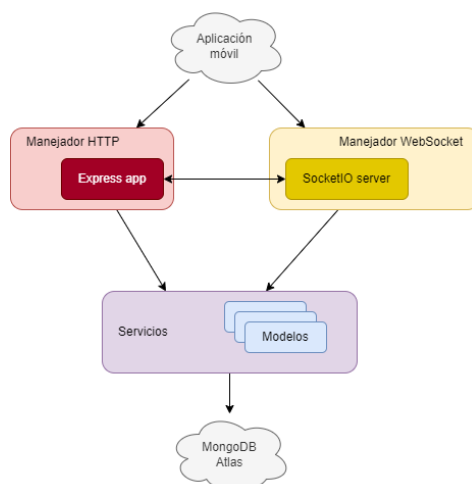 Aplicación
móvil
Manejador HTTP
Manejador WebSocket
Express app
SocketIO server
Servicios
Modelos
MongoDB
Atlas